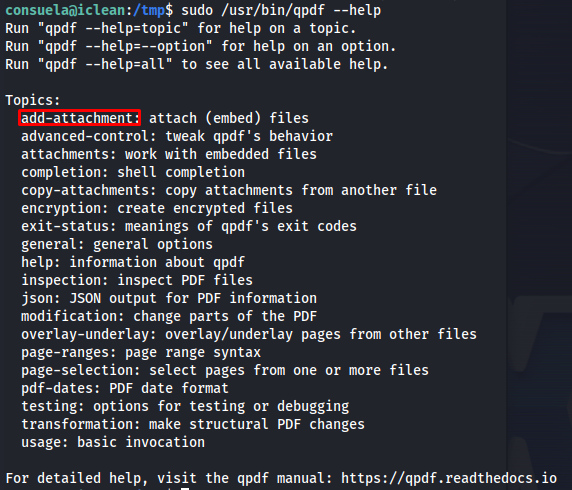 consuela@iclean:/tmp$ sudo /usr/bin/qpdf --help
Run "qpdf --help=topic" for help on a topic.
Run "qpdf --help=--option" for help on an option.
Run "qpdf --help=all" to see all available help.
Topics:
add-attachment: attach (embed) files
advanced-control: tweak qpdf's behavior
attachments: work with embedded files
completion: shell completion
copy-attachments: copy attachments from another file
encryption: create encrypted files
exit-status: meanings of qpdf's exit codes
general: general options
help: information about qpdf
inspection: inspect PDF files
json: JSON output for PDF information
modification: change parts of the PDF
overlay-underlay: overlay/underlay pages from other files
page-ranges: page range syntax
page-selection: select pages from one or more files
pdf-dates: PDF date format
testing: options for testing or debugging
transformation: make structural PDF changes
usage: basic invocation
For detailed help, visit the qpdf manual: https://qpdf.readthedocs.io